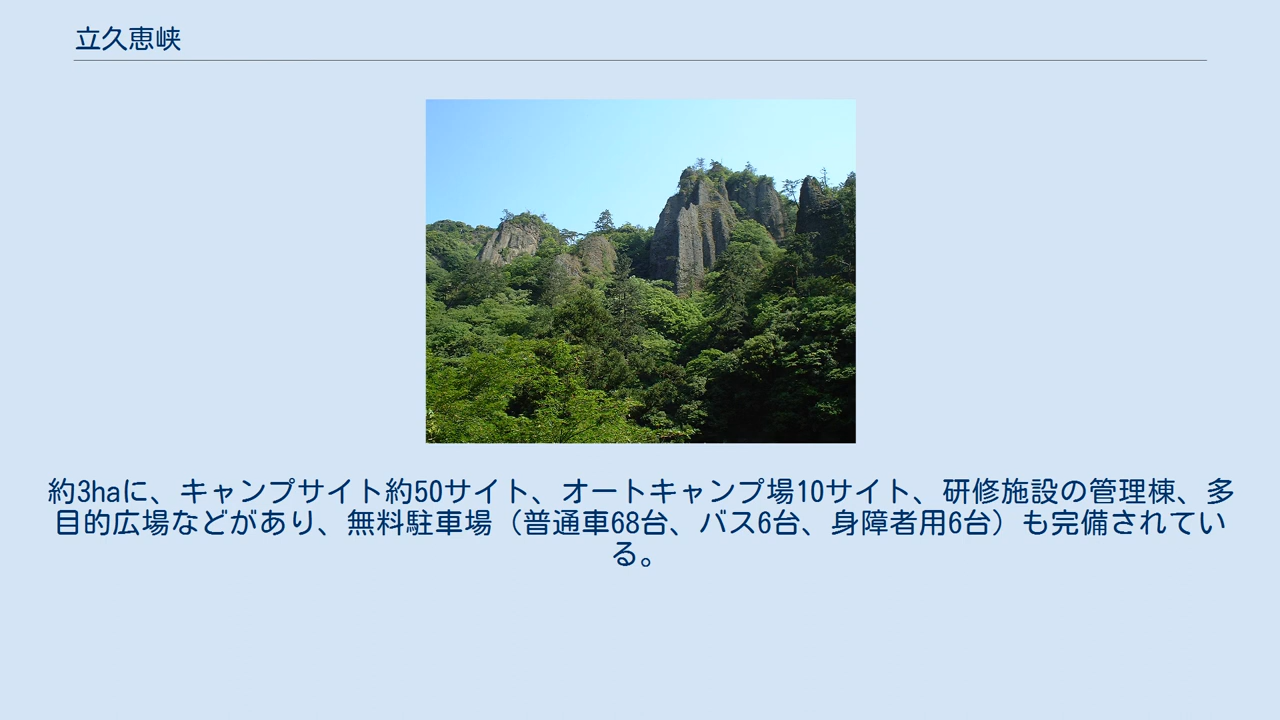 立久恵峡
約3haに、キャンプサイト約50サイト、オートキャンプ場10サイト、研修施設の管理棟、多
目的広場などがあり、無料駐車場（普通車68台、バス6台、身障者用6台）も完備されてい
る。